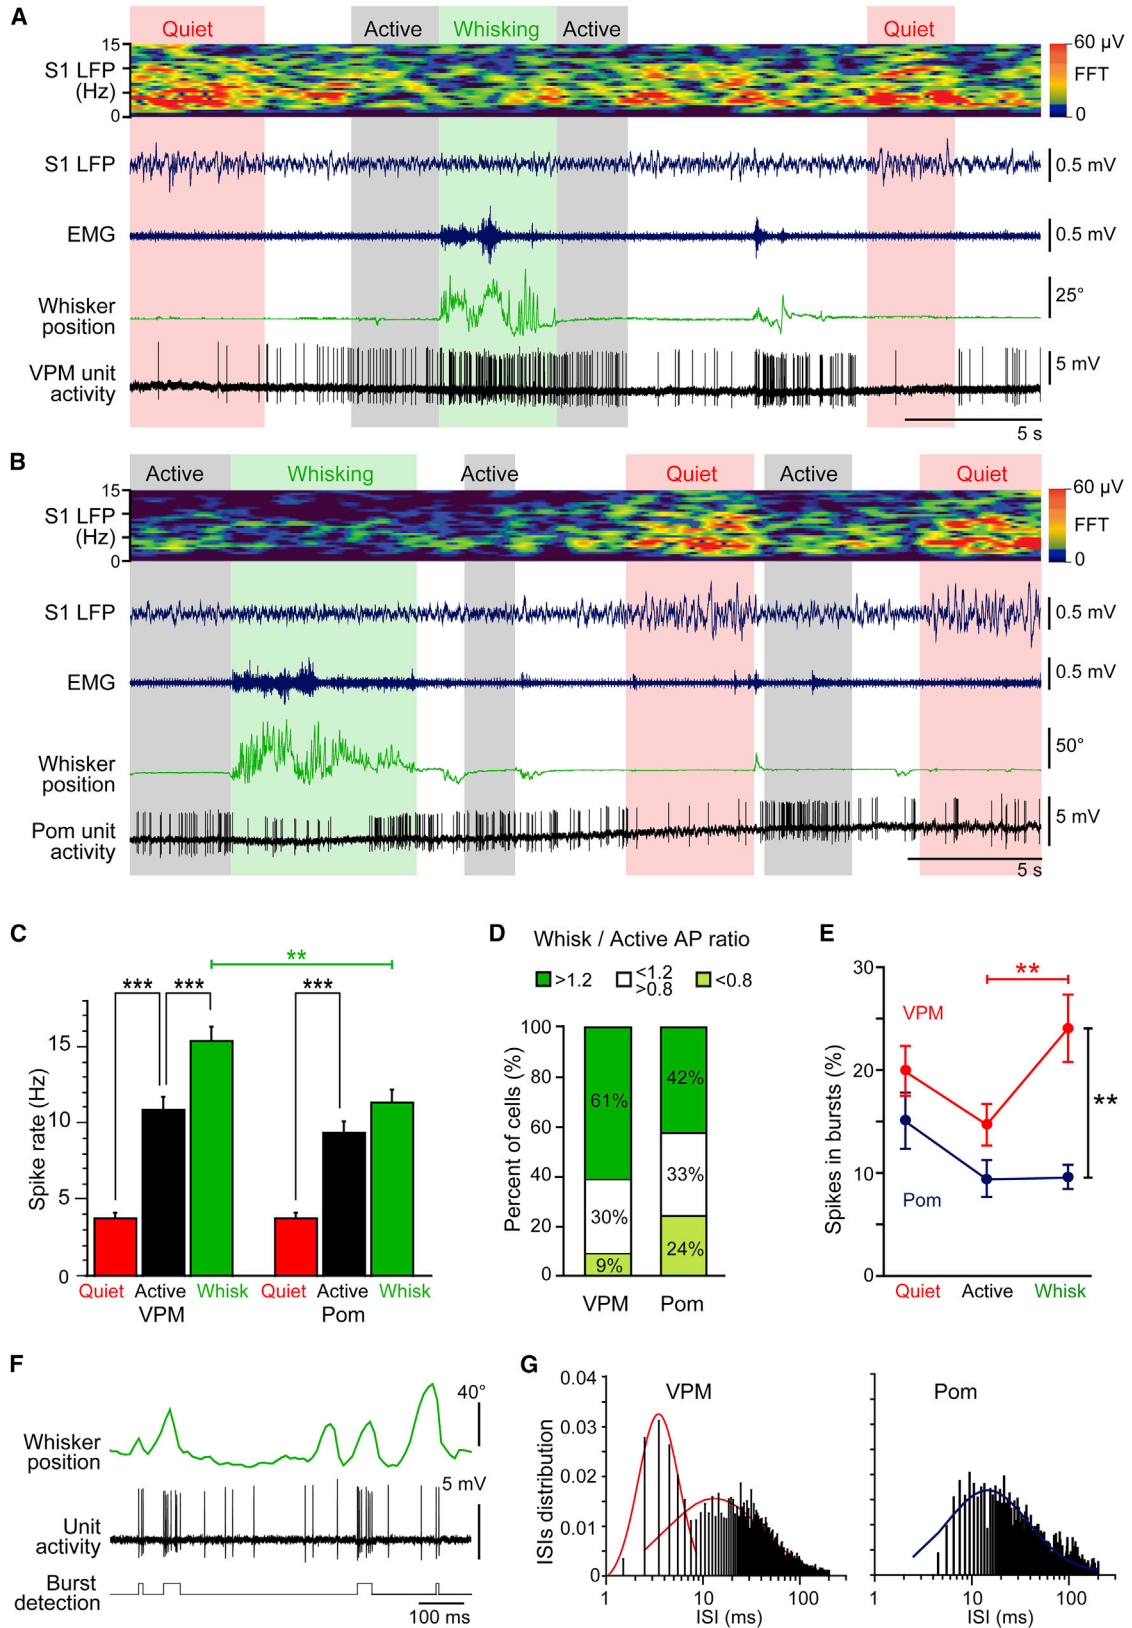 A
Quiet
Active
Whisking
Active
Quiet
15
S1 LFP
(Hz)
0
60 µV
FFT
0
S1 LFP
0.5 mV
EMG
0.5 mV
Whisker
position
25°
VPM unit
activity
5 mV
5 s
B
Active
Whisking
Active
Quiet
Active
Quiet
15
S1 LFP
(Hz)
0
60 µV
FFT
0
S1 LFP
0.5 mV
EMG
0.5 mV
Whisker
position
50°
Pom unit
activity
5 mV
5 s
C
**
***
***
***
Spike rate (Hz)
15
10
5
0
Quiet
Active
Whisk
Quiet
Active
Whisk
VPM
Pom
D
Whisk / Active AP ratio
>1.2
<1.2
>0.8
<0.8
Percent of cells (%)
100
80
60
40
20
0
61%
30%
9%
42%
33%
24%
VPM
Pom
E
Spikes in bursts (%)
30
20
10
0
VPM
Pom
**
**
Quiet
Active
Whisk
F
40°
Whisker
position
5 mV
Unit
activity
Burst
detection
100 ms
G
ISIs distribution
0.04
0.03
0.02
0.01
0
VPM
1
10
100
ISI (ms)
Pom
1
10
100
ISI (ms)